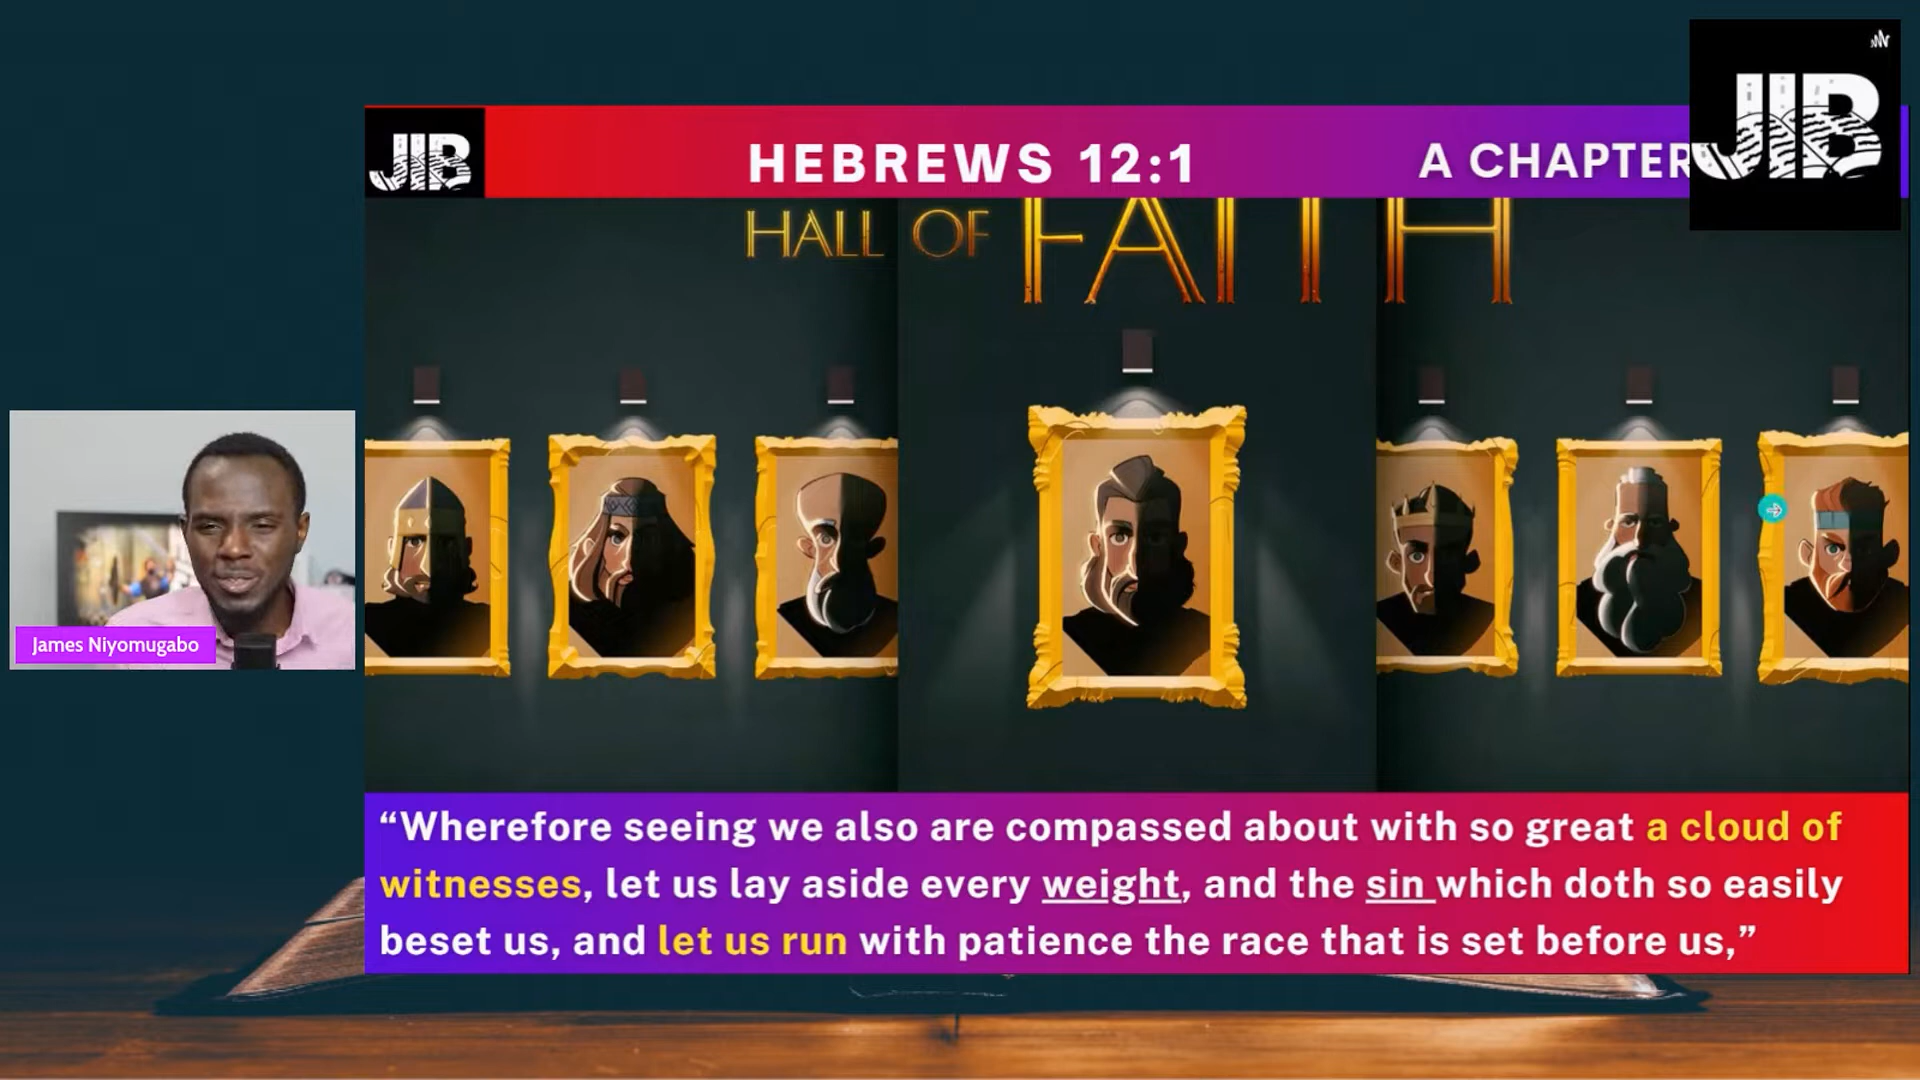 JIB
JIB
HEBREWS 12:1
A CHAPTER
HALL OF FAITH
James Niyomugabo
“Wherefore seeing we also are compassed about with so great a cloud of
witnesses, let us lay aside every weight, and the sin which doth so easily
beset us, and let us run with patience the race that is set before us,”